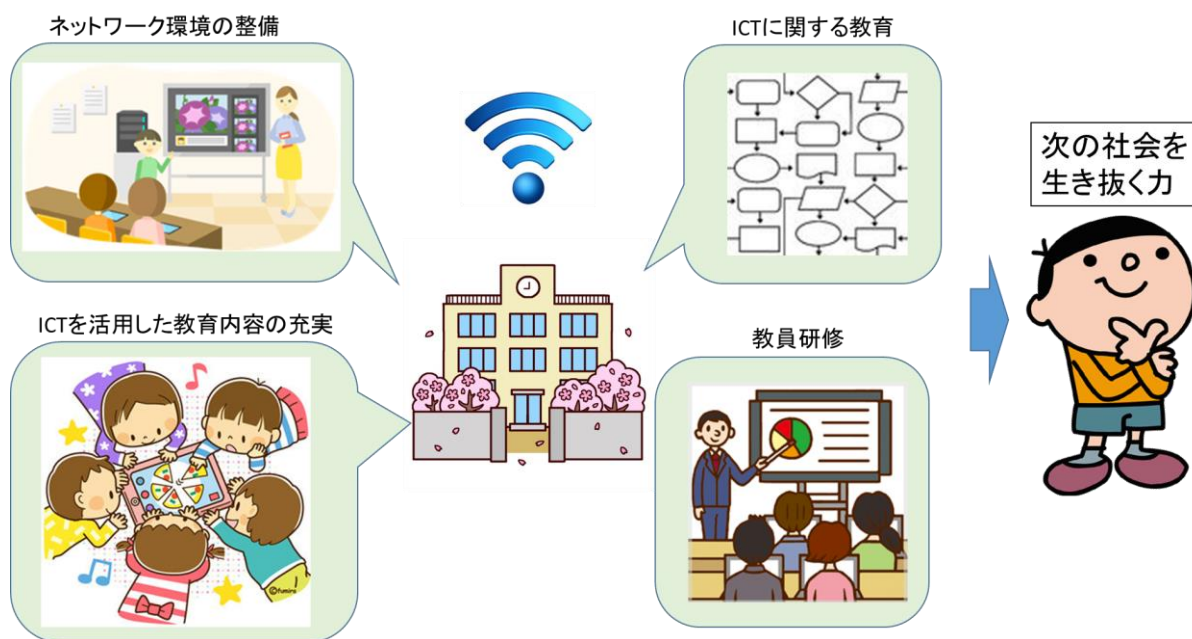 ネットワーク環境の整備
ICTに関する教育
次の社会を
生き抜く力
ICTを活用した教育内容の充実
教員研修
©fumira